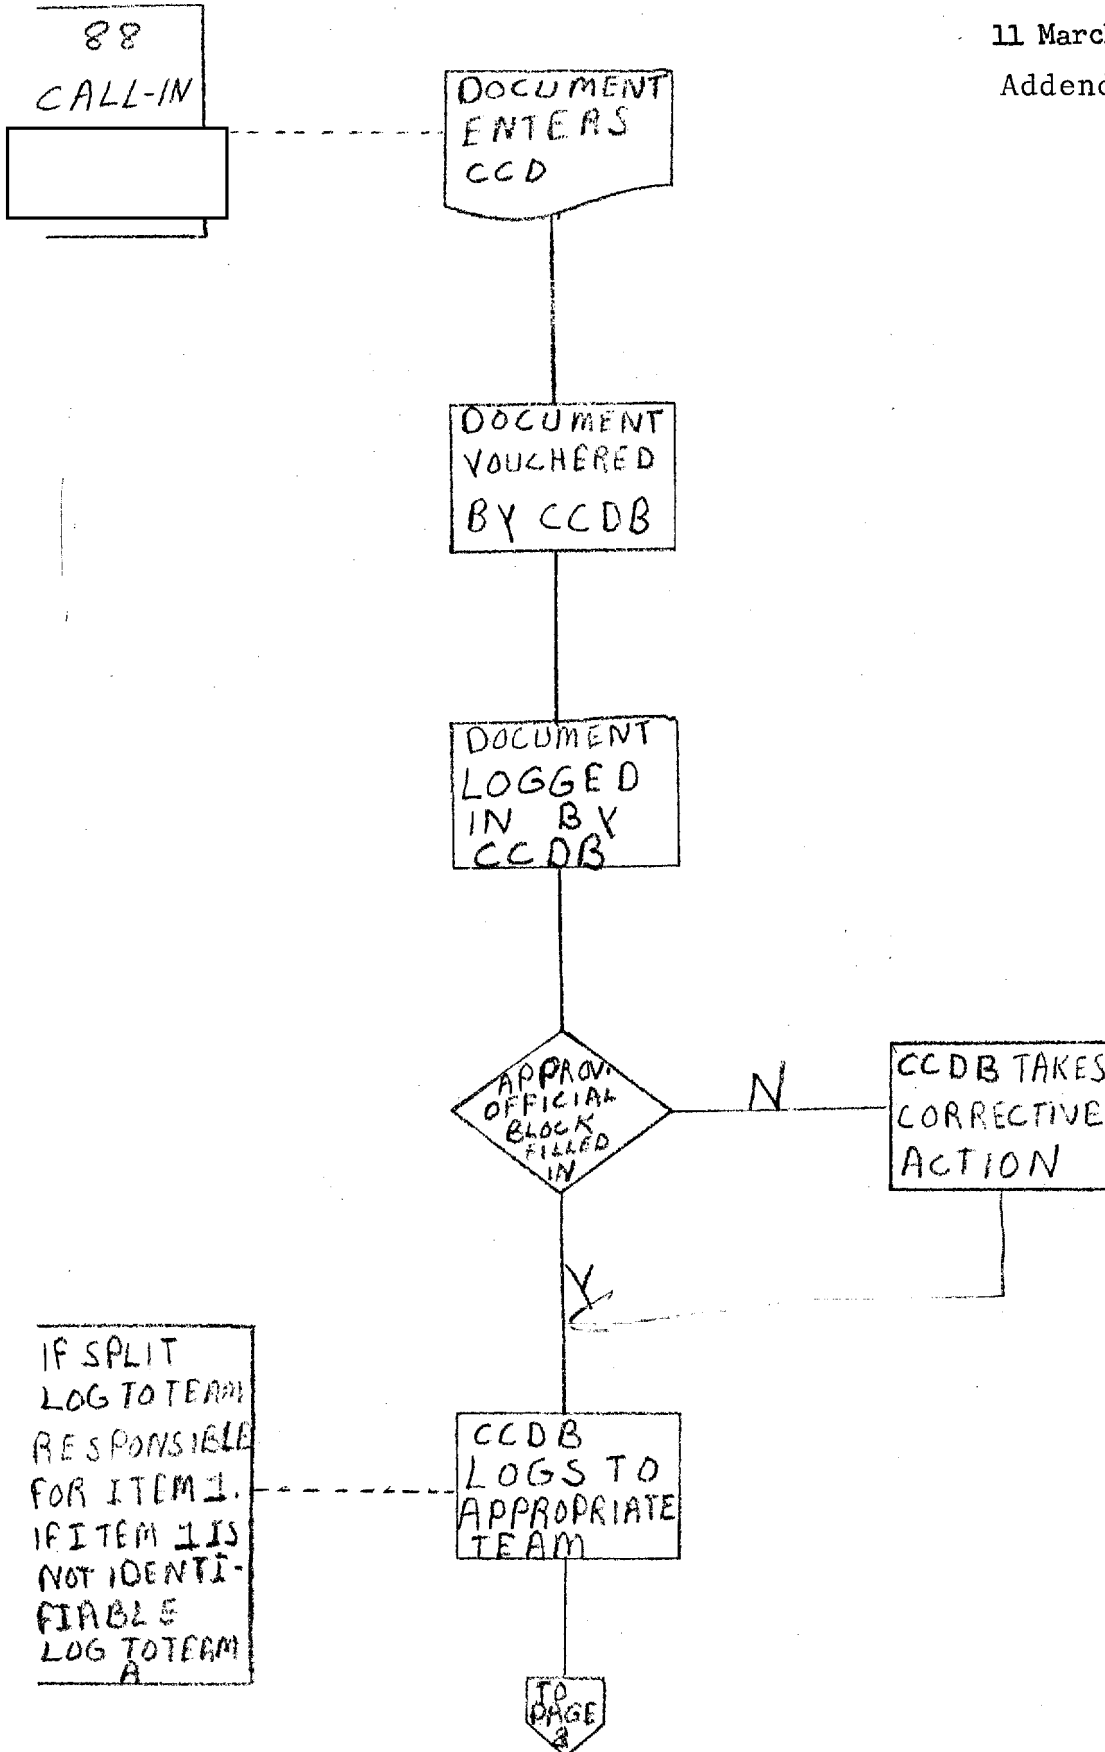 88
CALL-IN
11 March
Addend
DOCUMENT
ENTERS
CCD
DOCUMENT
VOUCHERED
BY CCDB
DOCUMENT
LOGGED
IN BY
CCDB
APPROV.
OFFICIAL
BLOCK
FILLED
IN
N
CCDB TAKES
CORRECTIVE
ACTION
Y
IF SPLIT
LOG TO TEAM
RESPONSIBLE
FOR ITEM 1.
IF ITEM 1 IS
NOT IDENTI-
FIABLE
LOG TO TEAM
A
CCDB
LOGS TO
APPROPRIATE
TEAM
TO
PAGE
2